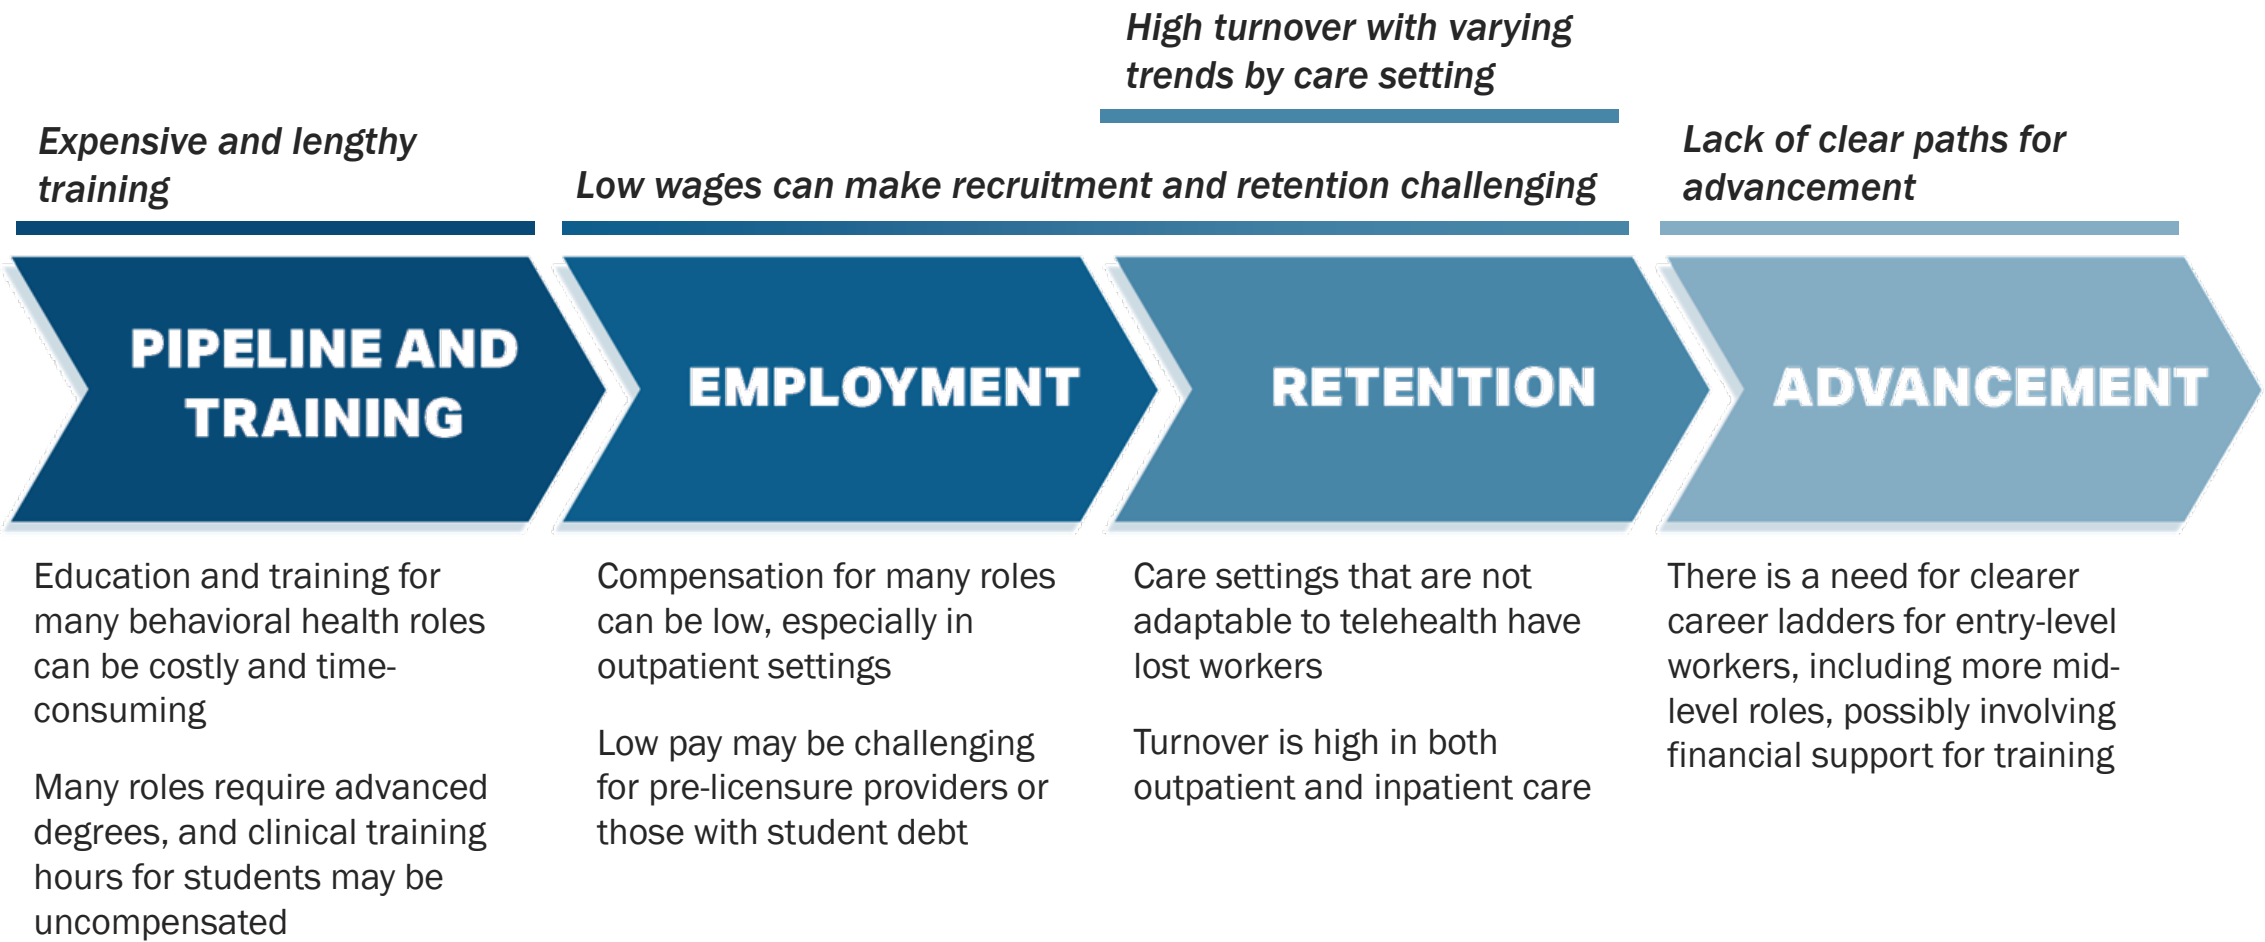 High turnover with varying
trends by care setting
Expensive and lengthy
training
Low wages can make recruitment and retention challenging
Lack of clear paths for
advancement
PIPELINE AND
TRAINING
EMPLOYMENT
RETENTION
ADVANCEMENT
Education and training for
many behavioral health roles
can be costly and time-
consuming
Many roles require advanced
degrees, and clinical training
hours for students may be
uncompensated
Compensation for many roles
can be low, especially in
outpatient settings
Low pay may be challenging
for pre-licensure providers or
those with student debt
Care settings that are not
adaptable to telehealth have
lost workers
Turnover is high in both
outpatient and inpatient care
There is a need for clearer
career ladders for entry-level
workers, including more mid-
level roles, possibly involving
financial support for training